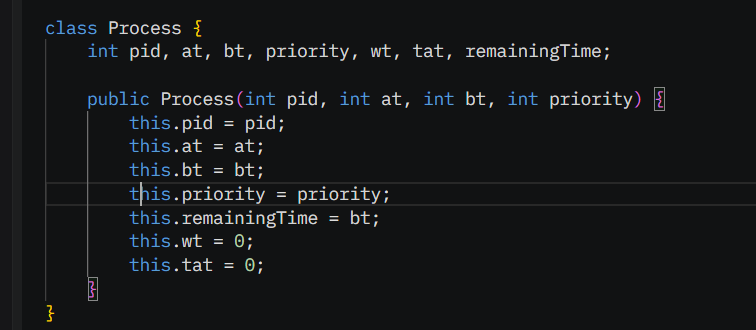 class Process {
int pid, at, bt, priority, wt, tat, remainingTime;
public Process(int pid, int at, int bt, int priority) {
this.pid = pid;
this.at = at;
this.bt = bt;
this.priority = priority;
this.remainingTime = bt;
this.wt = 0;
this.tat = 0;
}
}